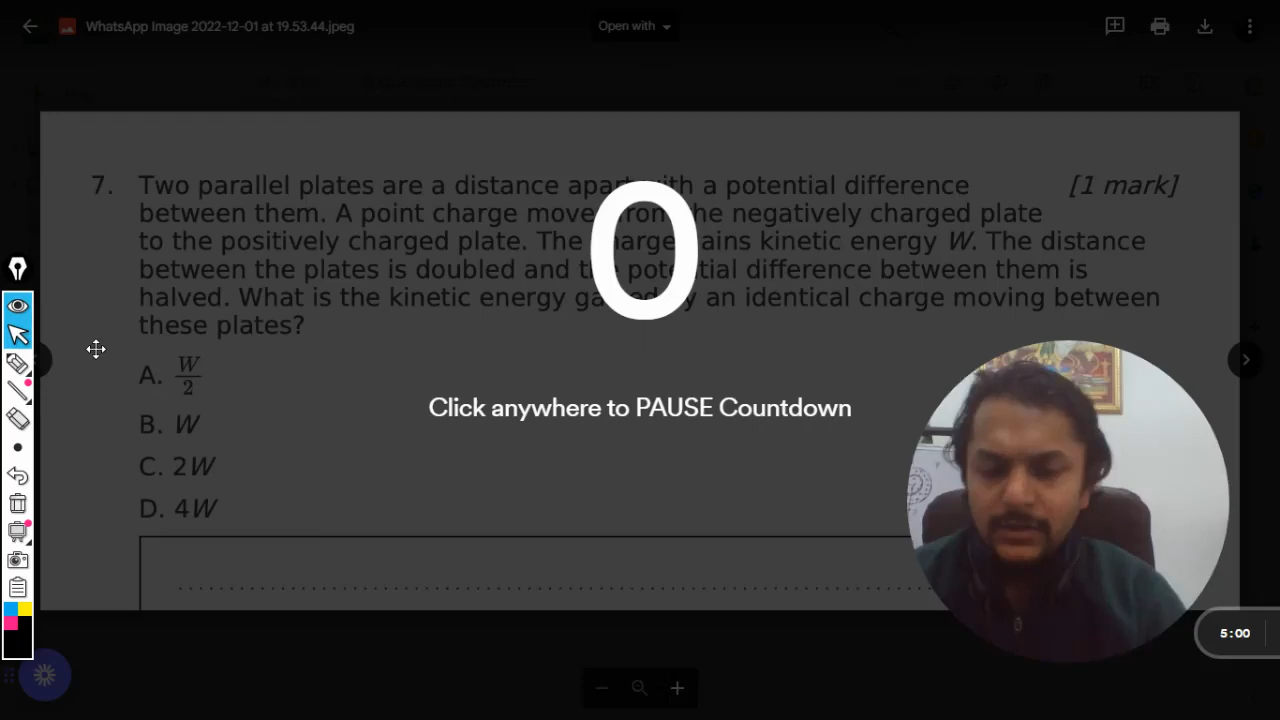 WhatsApp Image 2022-12-01 at 19.53.44.jpeg
Open with
0
7. Two parallel plates are a distance apart with a potential difference [1 mark]
between them. A point charge moves from the negatively charged plate
to the positively charged plate. The charge gains kinetic energy W. The distance
between the plates is doubled and the potential difference between them is
halved. What is the kinetic energy gained by an identical charge moving between
these plates?
A. W/2
B. W
C. 2W
D. 4W
Click anywhere to PAUSE Countdown
5:00